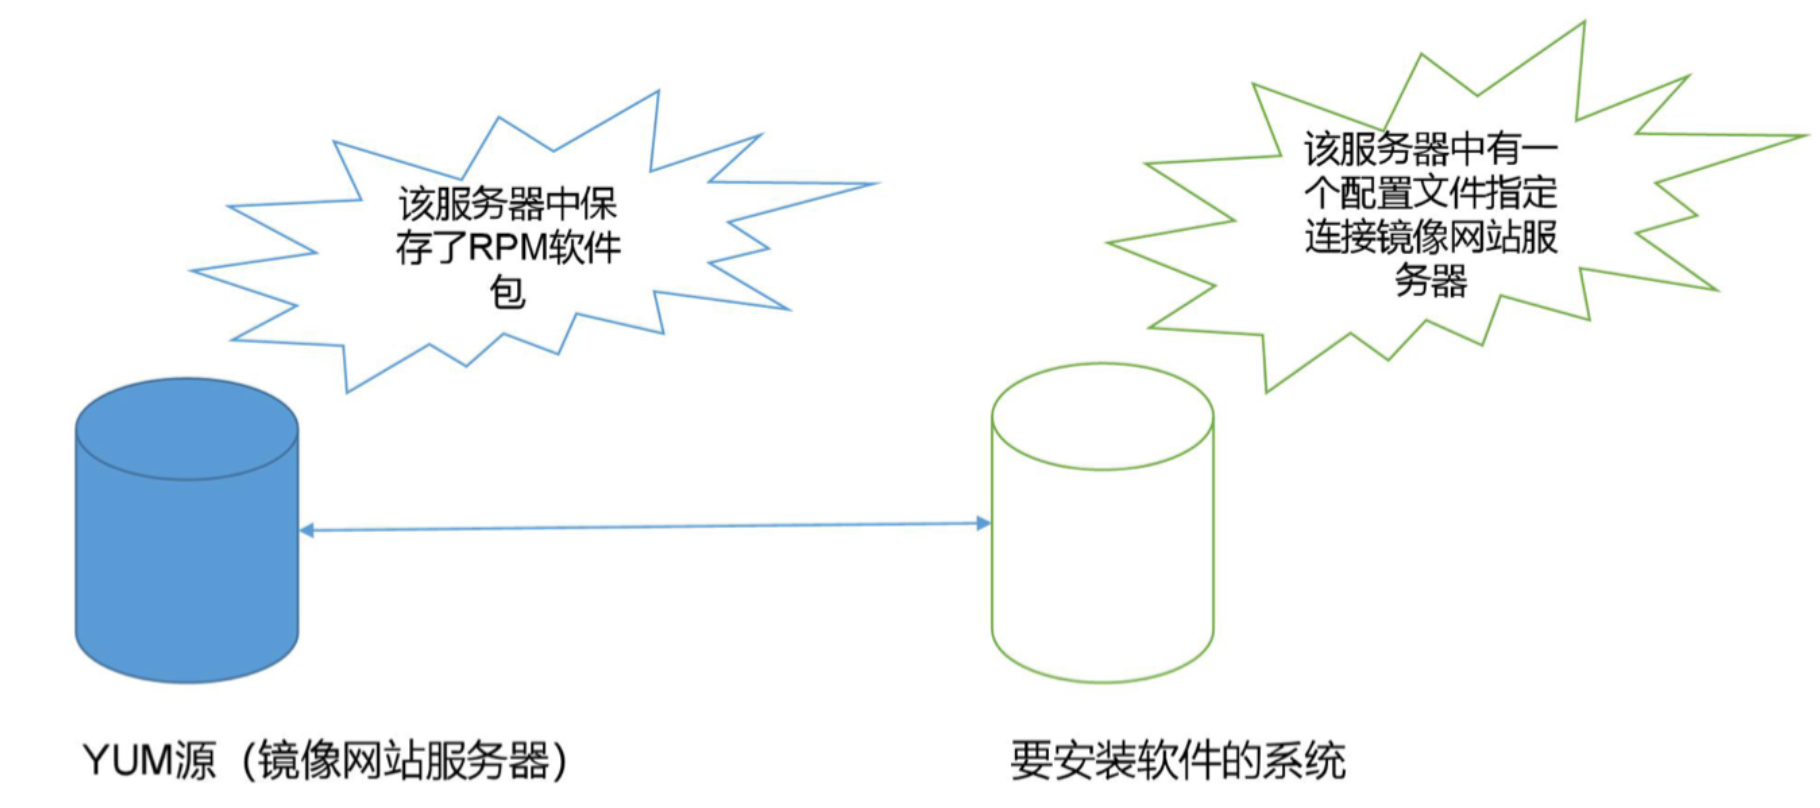 该服务器中保
存了RPM软件
包
该服务器中有一
个配置文件指定
连接镜像网站服
务器
YUM源（镜像网站服务器）
要安装软件的系统